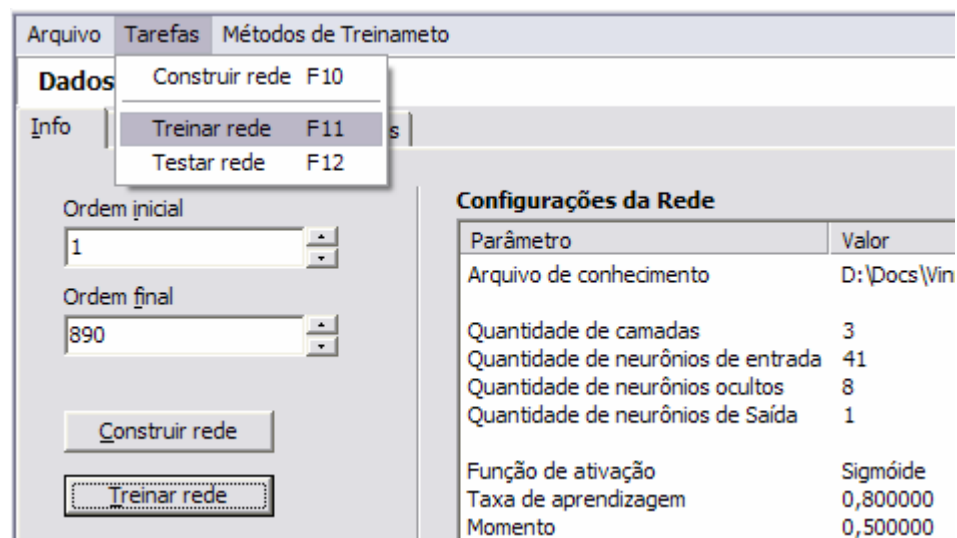 Arquivo Tarefas Métodos de Treinameto
Dados
Construir rede F10
Treinar rede F11
Testar rede F12
Info
s
Ordem inicial
1
Ordem final
890
Construir rede
Treinar rede
Configurações da Rede
Parâmetro Valor
Arquivo de conhecimento D:\Docs\Vin
Quantidade de camadas 3
Quantidade de neurônios de entrada 41
Quantidade de neurônios ocultos 8
Quantidade de neurônios de Saída 1
Função de ativação Sigmóide
Taxa de aprendizagem 0,800000
Momento 0,500000